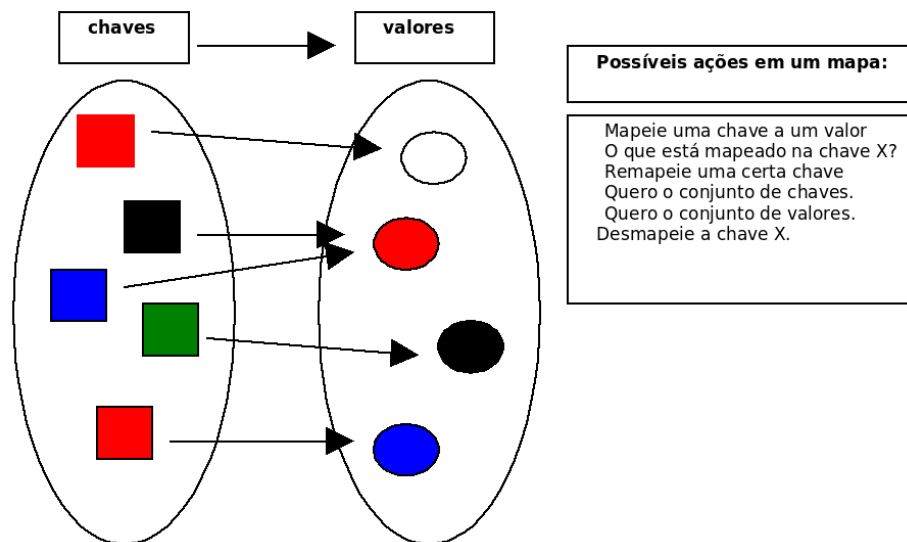 chaves
valores
Possíveis ações em um mapa:
Mapeie uma chave a um valor
O que está mapeado na chave X?
Remapeie uma certa chave
Quero o conjunto de chaves.
Quero o conjunto de valores.
Desmapeie a chave X.